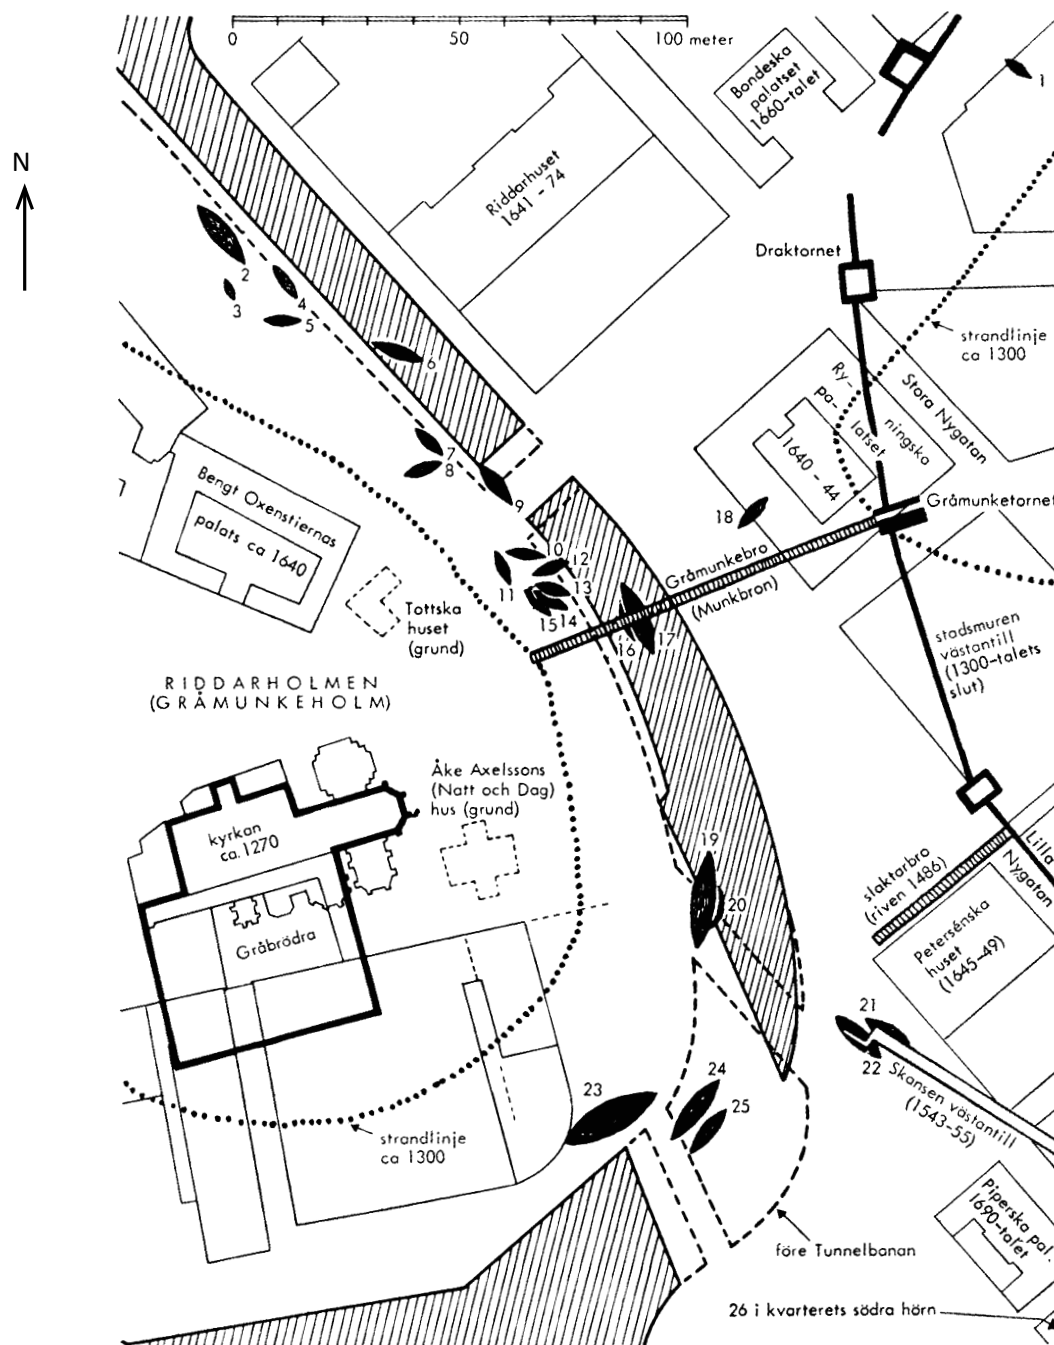 0
50
100 meter
N
Bondeska
palatset
1660-talet
1
Riddarhuset
1641 - 74
Draktornet
strandlinje
ca 1300
2
3
4
5
6
7
8
9
Ry-
pa-
ningska
latset
1640 - 44
Stora Nygatan
Gråmunketornet
18
Bengt Oxenstiernas
palats ca 1640
10
11
12
13
14
15
16
17
Gråmunkebro
(Munkbron)
Tottska
huset
(grund)
stadsmuren
västantill
(1300-talets
slut)
RIDDARHOLMEN
(GRÅMUNKEHOLM)
Åke Axelssons
(Natt och Dag)
hus (grund)
kyrkan
ca 1270
Gråbrödra
19
20
slaktarbro
(riven 1486)
Lilla
Nygatan
Petersénska
huset
(1645-49)
21
22
Skansen västantill
(1543-55)
23
24
25
strandlinje
ca 1300
Piperska pal.
1690-talet
före Tunnelbanan
26 i kvarterets södra hörn